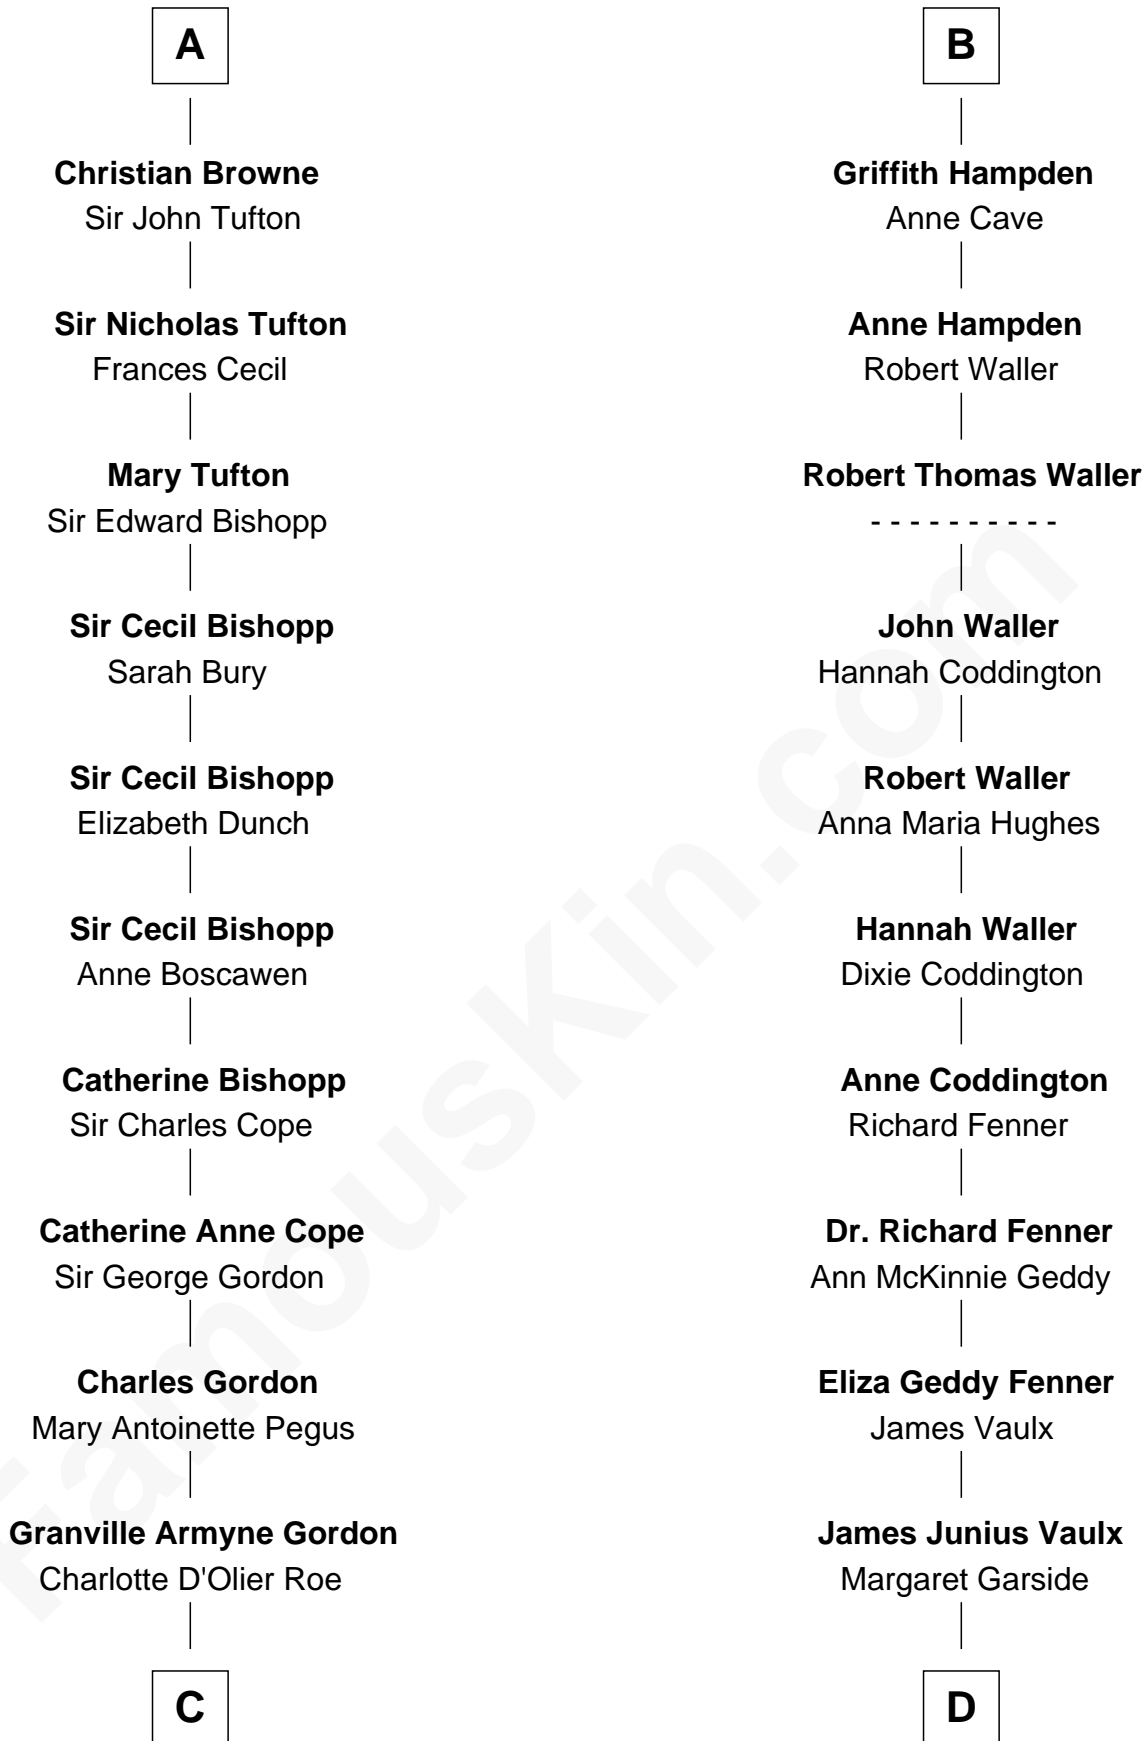 A
Christian Browne
Sir John Tufton
Sir Nicholas Tufton
Frances Cecil
Mary Tufton
Sir Edward Bishopp
Sir Cecil Bishopp
Sarah Bury
Sir Cecil Bishopp
Elizabeth Dunch
Sir Cecil Bishopp
Anne Boscawen
Catherine Bishopp
Sir Charles Cope
Catherine Anne Cope
Sir George Gordon
Charles Gordon
Mary Antoinette Pegus
Granville Armyne Gordon
Charlotte D'Olier Roe
C
B
Griffith Hampden
Anne Cave
Anne Hampden
Robert Waller
Robert Thomas Waller
- - - - - - - - - -
John Waller
Hannah Coddington
Robert Waller
Anna Maria Hughes
Hannah Waller
Dixie Coddington
Anne Coddington
Richard Fenner
Dr. Richard Fenner
Ann McKinnie Geddy
Eliza Geddy Fenner
James Vaulx
James Junius Vaulx
Margaret Garside
D
FamousKin.com